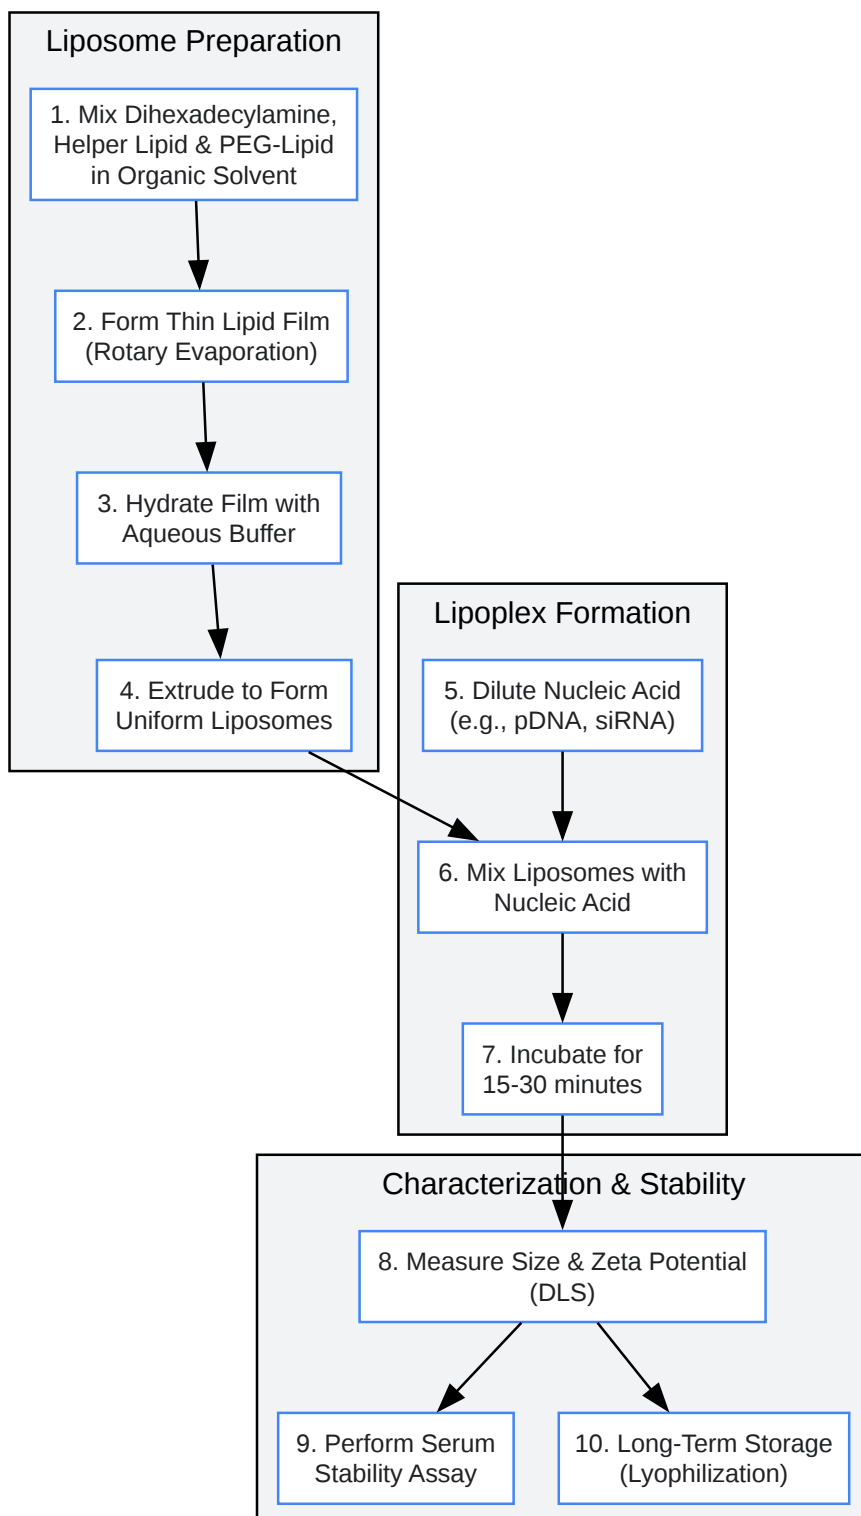 Liposome Preparation
1. Mix Dihexadecylamine,
Helper Lipid & PEG-Lipid
in Organic Solvent
2. Form Thin Lipid Film
(Rotary Evaporation)
3. Hydrate Film with
Aqueous Buffer
4. Extrude to Form
Uniform Liposomes
Lipoplex Formation
5. Dilute Nucleic Acid
(e.g., pDNA, siRNA)
6. Mix Liposomes with
Nucleic Acid
7. Incubate for
15-30 minutes
Characterization & Stability
8. Measure Size & Zeta Potential
(DLS)
9. Perform Serum
Stability Assay
10. Long-Term Storage
(Lyophilization)